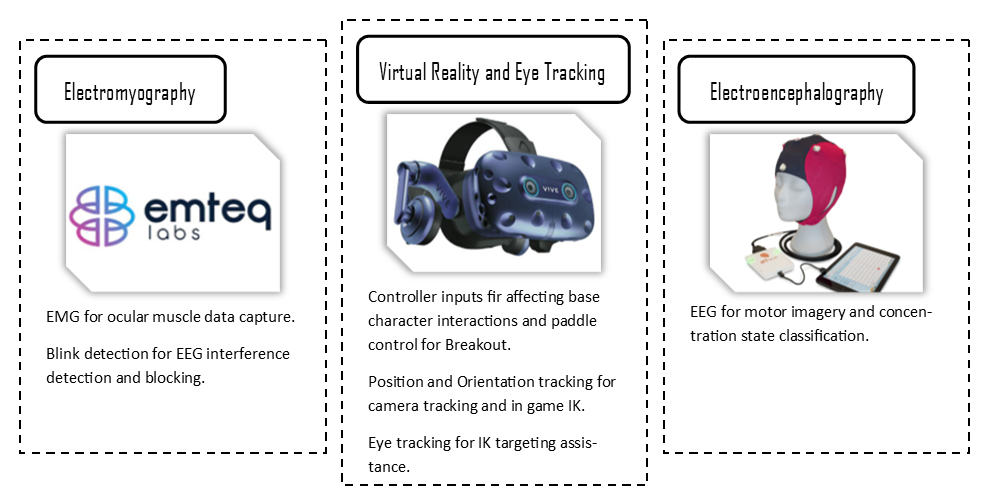 Electromyography
emteq
labs
EMG for ocular muscle data capture.
Blink detection for EEG interference
detection and blocking.
Virtual Reality and Eye Tracking
VIVE
VIVE
Controller inputs fir affecting base
character interactions and paddle
control for Breakout.
Position and Orientation tracking for
camera tracking and in game IK.
Eye tracking for IK targeting assis-
tance.
Electroencephalography
EEG for motor imagery and concen-
tration state classification.